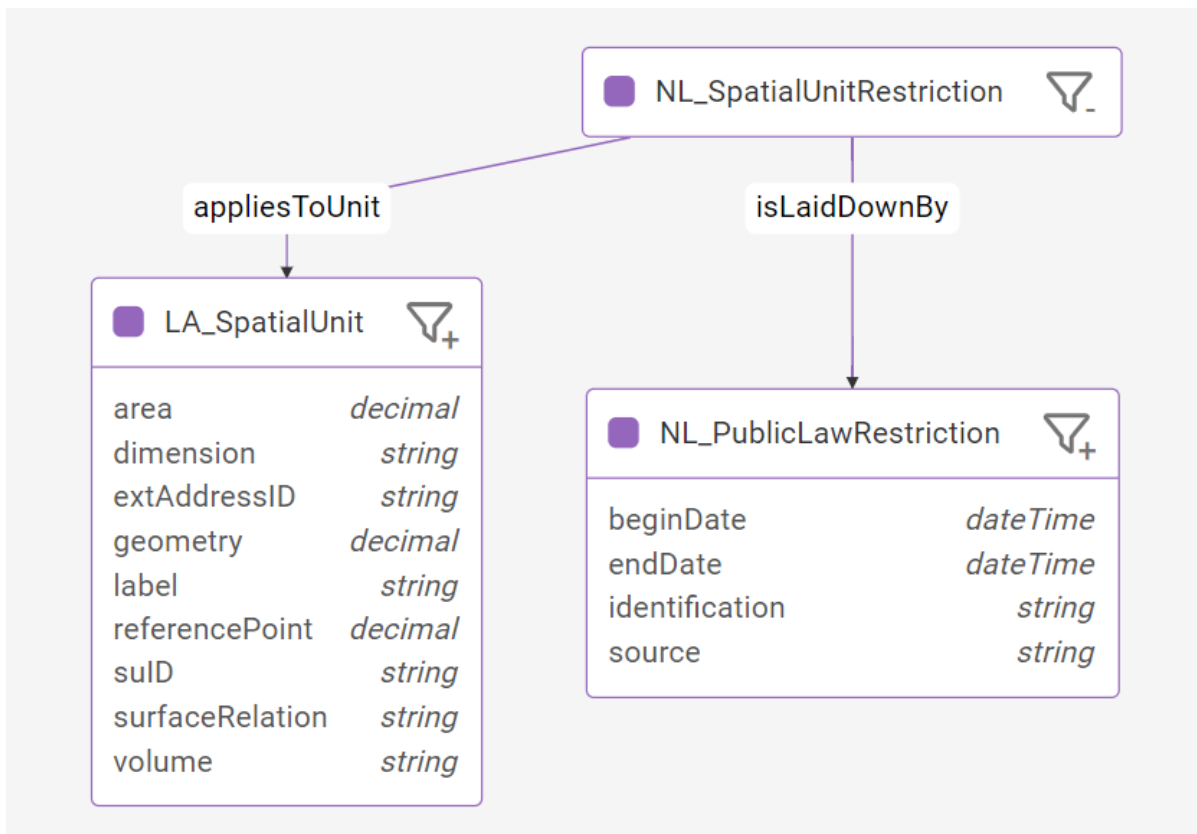 NL_SpatialUnitRestriction
appliesToUnit
isLaidDownBy
LA_SpatialUnit
area decimal
dimension string
extAddressID string
geometry decimal
label string
referencePoint decimal
suID string
surfaceRelation string
volume string
NL_PublicLawRestriction
beginDate dateTime
endDate dateTime
identification string
source string